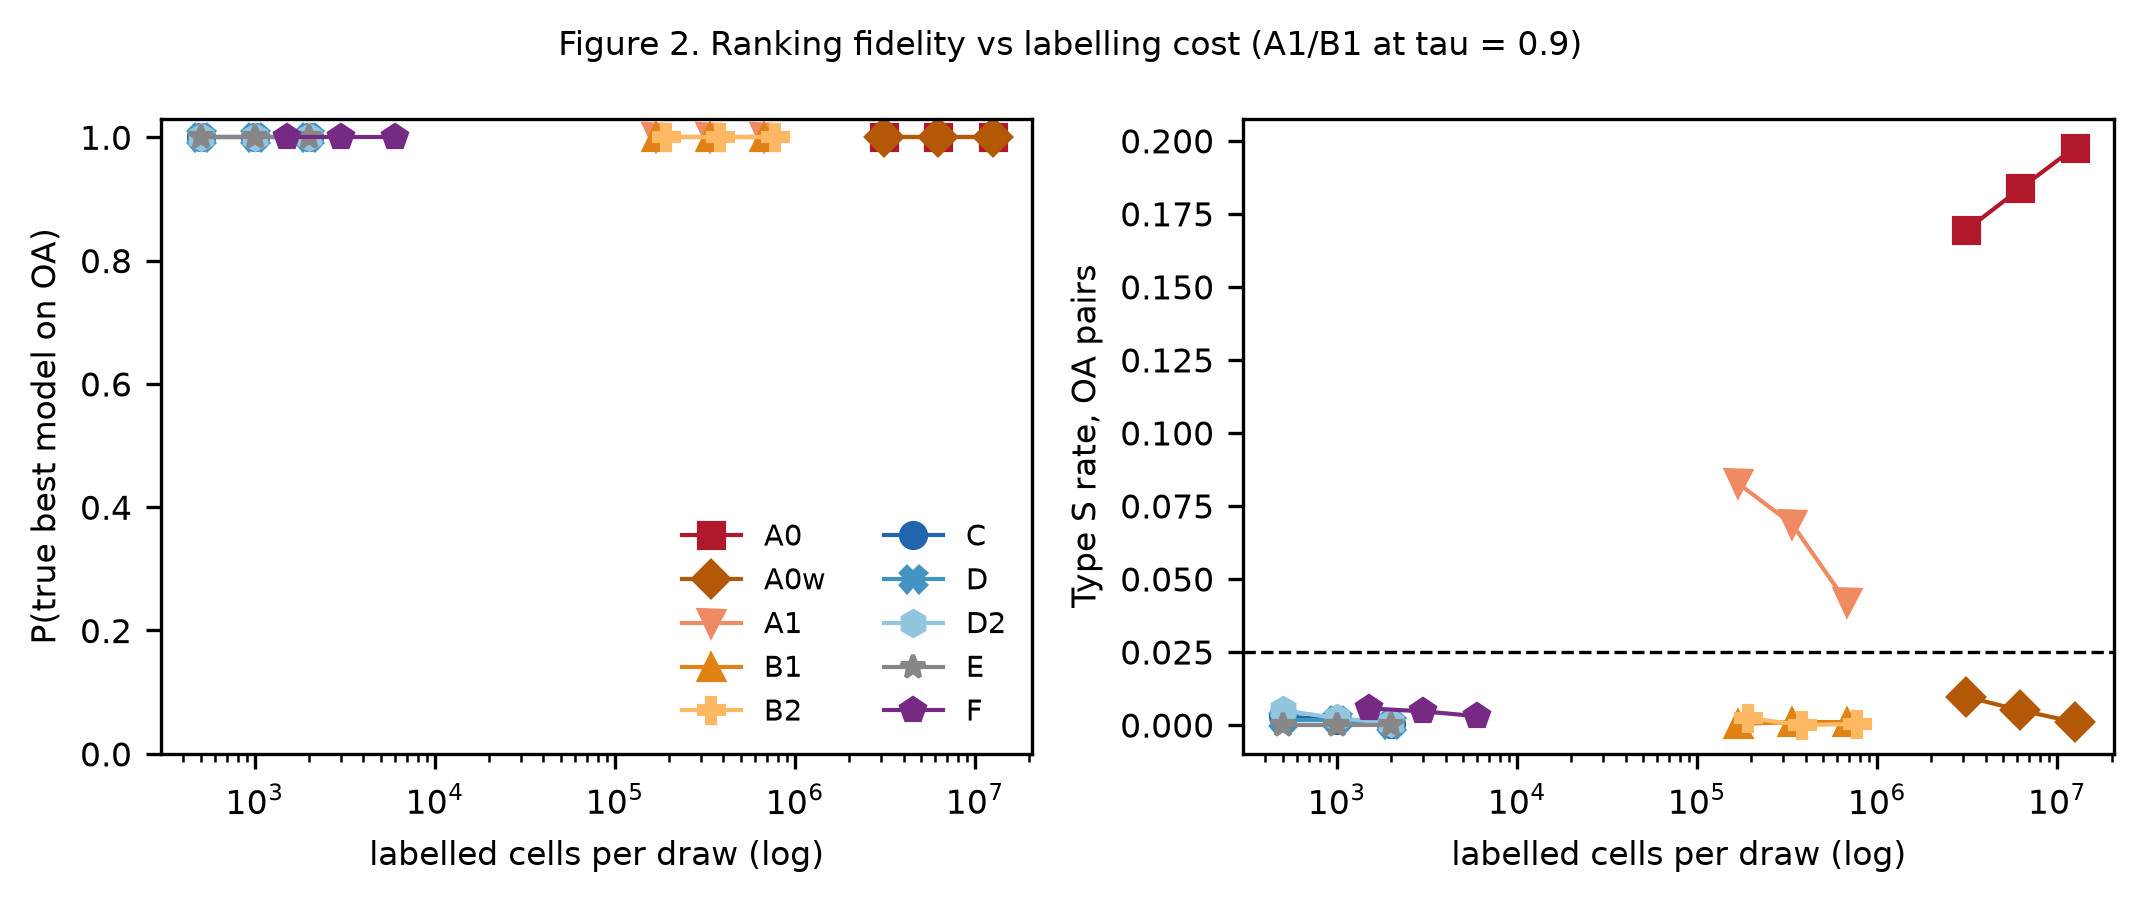 Figure 2. Ranking fidelity vs labelling cost (A1/B1 at tau = 0.9)
P(true best model on OA)
1.0
0.8
0.6
0.4
0.2
0.0
10³ 10⁴ 10⁵ 10⁶ 10⁷
labelled cells per draw (log)
A0
A0w
A1
B1
B2
C
D
D2
E
F
Type S rate, OA pairs
0.200
0.175
0.150
0.125
0.100
0.075
0.050
0.025
0.000
10³ 10⁴ 10⁵ 10⁶ 10⁷
labelled cells per draw (log)